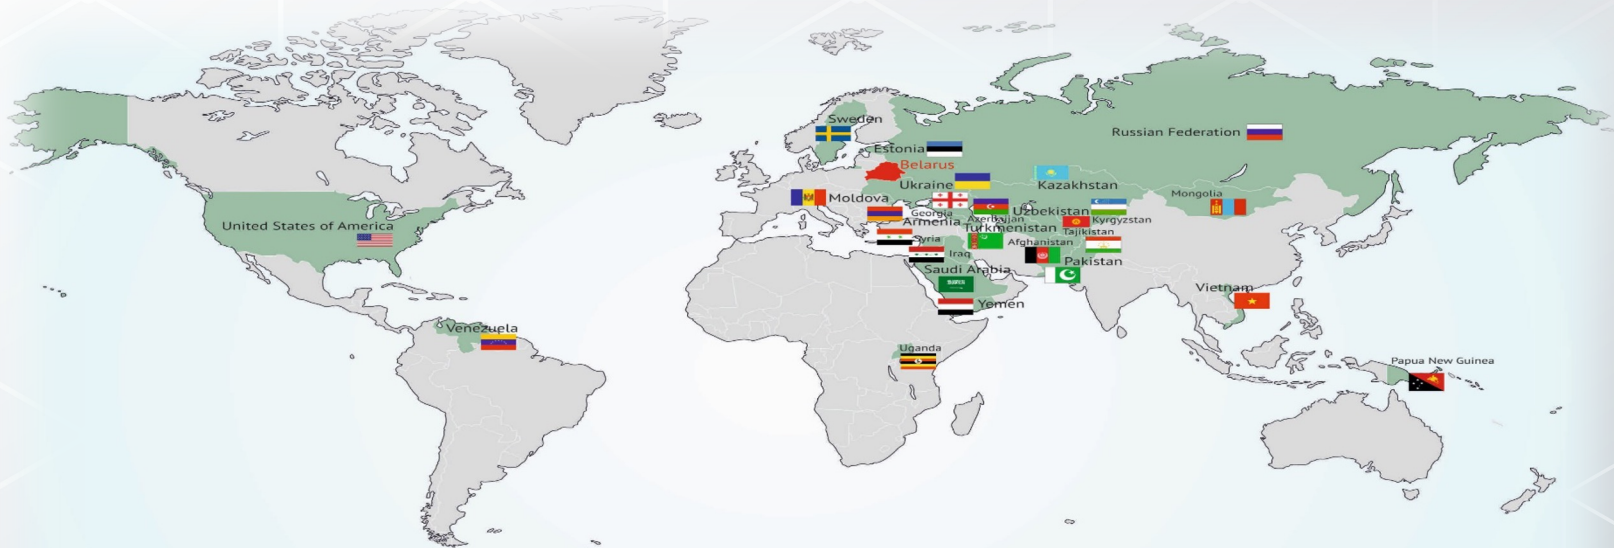 Sweden
Estonia
Russian Federation
Belarus
Ukraine
Kazakhstan
Mongolia
Moldova
Georgia
Uzbekistan
Armenia
Azerbaijan
Kyrgyzstan
United States of America
Turkmenistan
Tajikistan
Syria
Afghanistan
Iraq
Pakistan
Saudi Arabia
Vietnam
Yemen
Venezuela
Uganda
Papua New Guinea